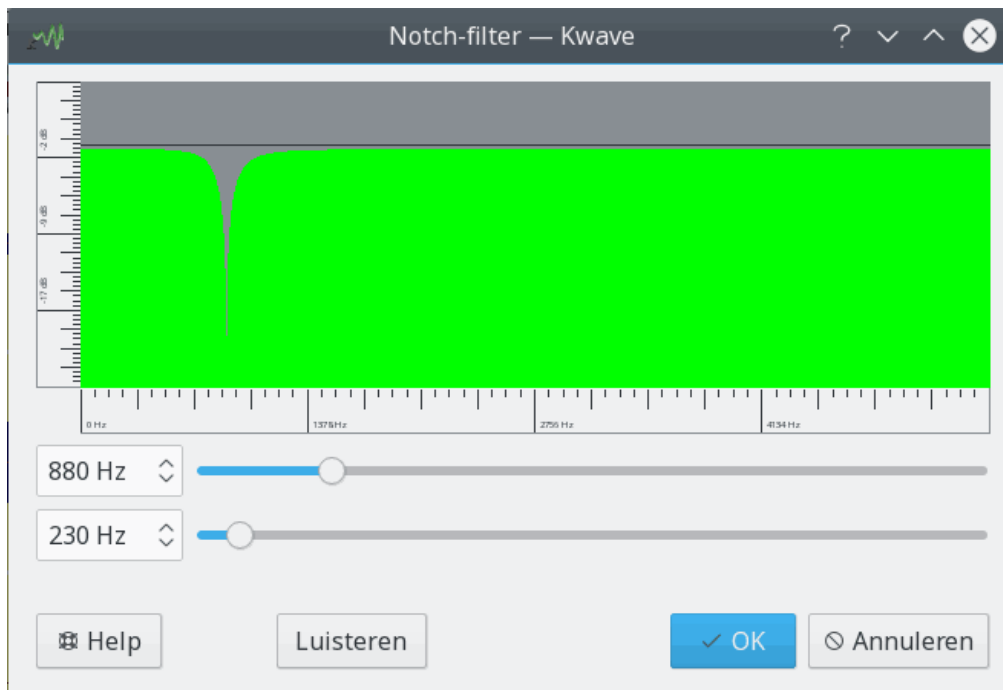 Notch-filter — Kwave
-2 dB
-9 dB
-17 dB
0 Hz
1378Hz
2756 Hz
4134 Hz
880 Hz
230 Hz
Help
Luisteren
OK
Annuleren